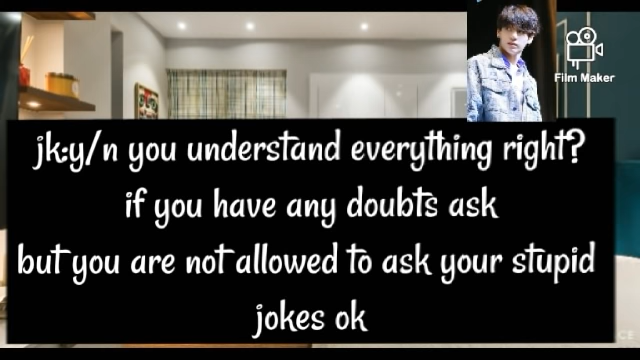 Film Maker
jk:y/n you understand everything right?
if you have any doubts ask
but you are not allowed to ask your stupid
jokes ok